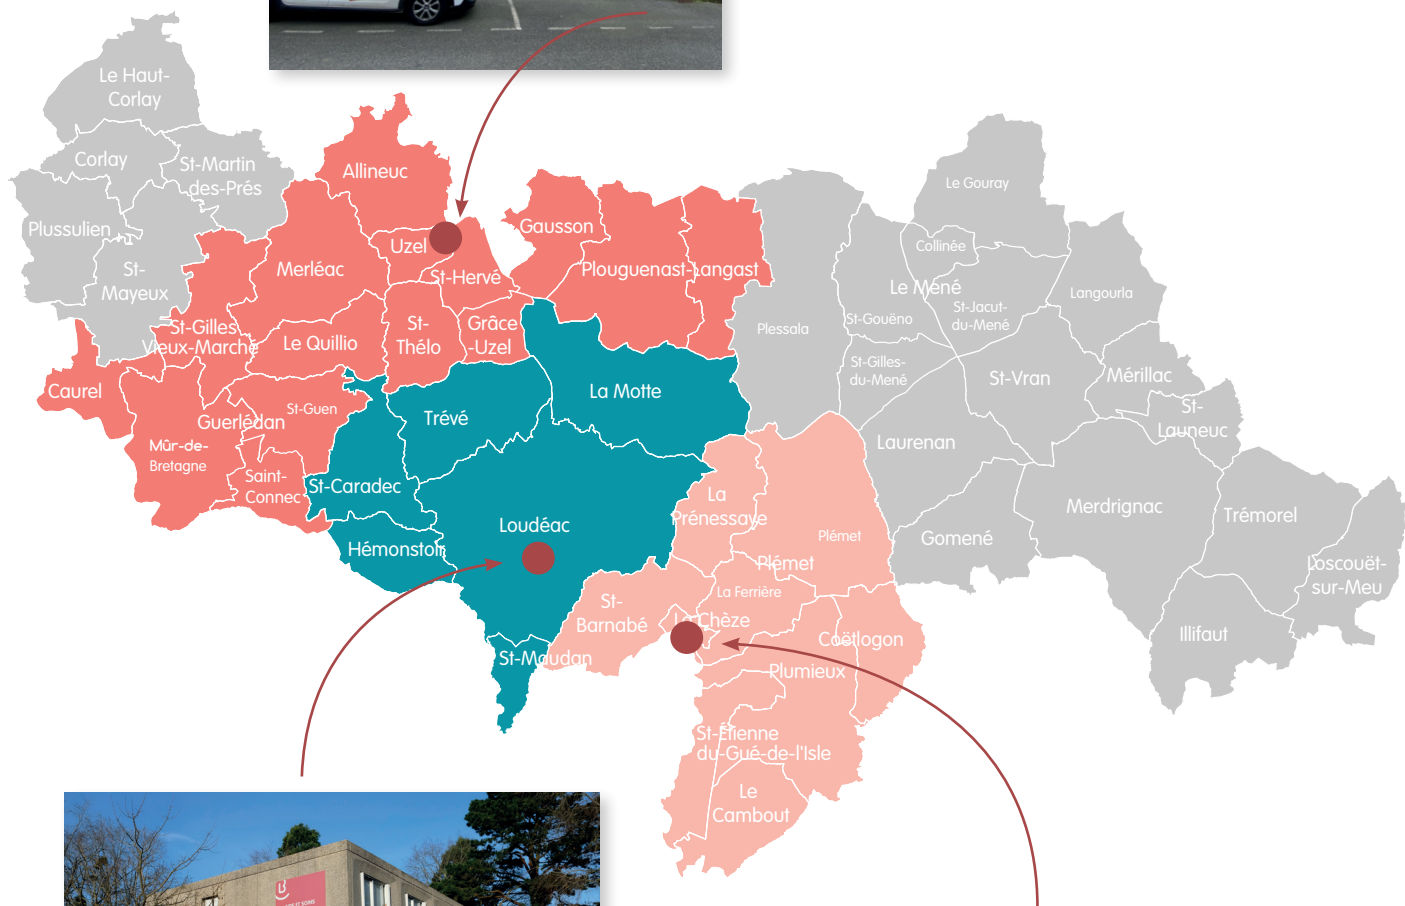 Le Haut-
Corlay
Corlay
St-Martin
des-Prés
Plussulien
St-
Mayeux
Allineuc
Uzel
St-Hervé
Merléac
St-Gilles
Vieux-Marché
Le Quillio
St-
Thélo
Grâce
-Uzel
Caurel
Guerlédan
St-Guen
Mûr-de-
Bretagne
Saint-
Connec
Gausson
Plouguenast-Langast
La Motte
Trévé
St-Caradec
Loudéac
Hémonstoir
St-Maudan
La
Prénessaye
Plémet
Plémet
La Ferrière
St-
Barnabé
La Chèze
Coëtlogon
Plumieux
St-Étienne
du-Gué-de-l'Isle
Le
Cambout
Le Gouray
Collinée
Le Mené
St-Jacut-
du-Mené
Langourla
Plessala
St-Gouëno
St-Gilles-
du-Mené
St-Vran
Mérillac
St-
Launeuc
Laurenan
Merdrignac
Trémorel
Gomené
Loscouët-
sur-Meu
Illifaut